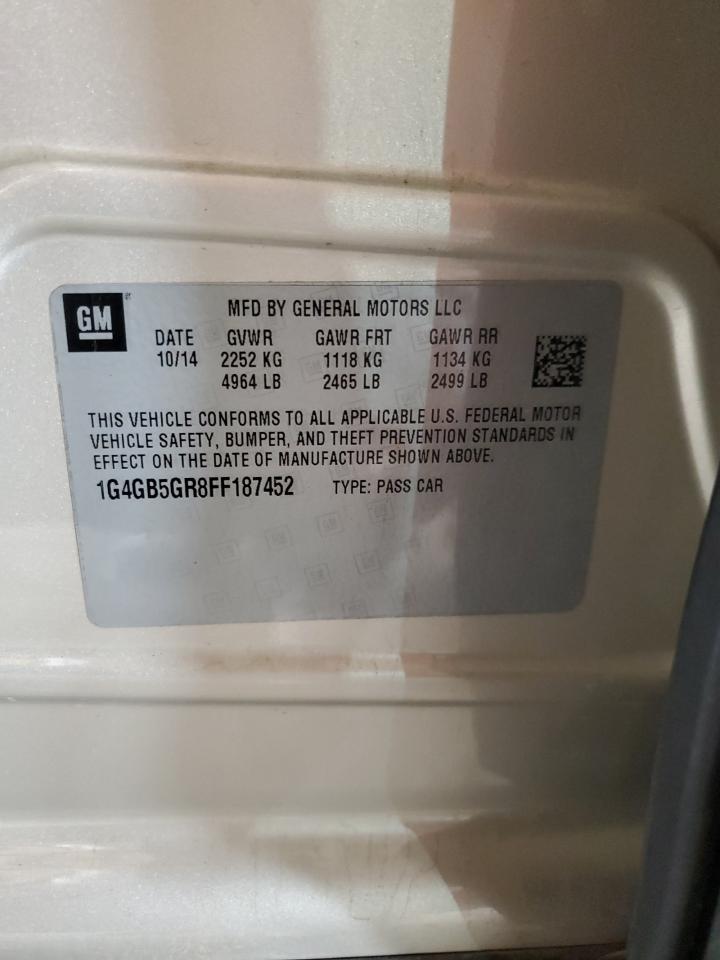 GM
MFD BY GENERAL MOTORS LLC
DATE GVWR GAWR FRT GAWR RR
10/14 2252 KG 1118 KG 1134 KG
4964 LB 2465 LB 2499 LB
THIS VEHICLE CONFORMS TO ALL APPLICABLE U.S. FEDERAL MOTOR
VEHICLE SAFETY, BUMPER, AND THEFT PREVENTION STANDARDS IN
EFFECT ON THE DATE OF MANUFACTURE SHOWN ABOVE.
1G4GB5GR8FF187452 TYPE: PASS CAR